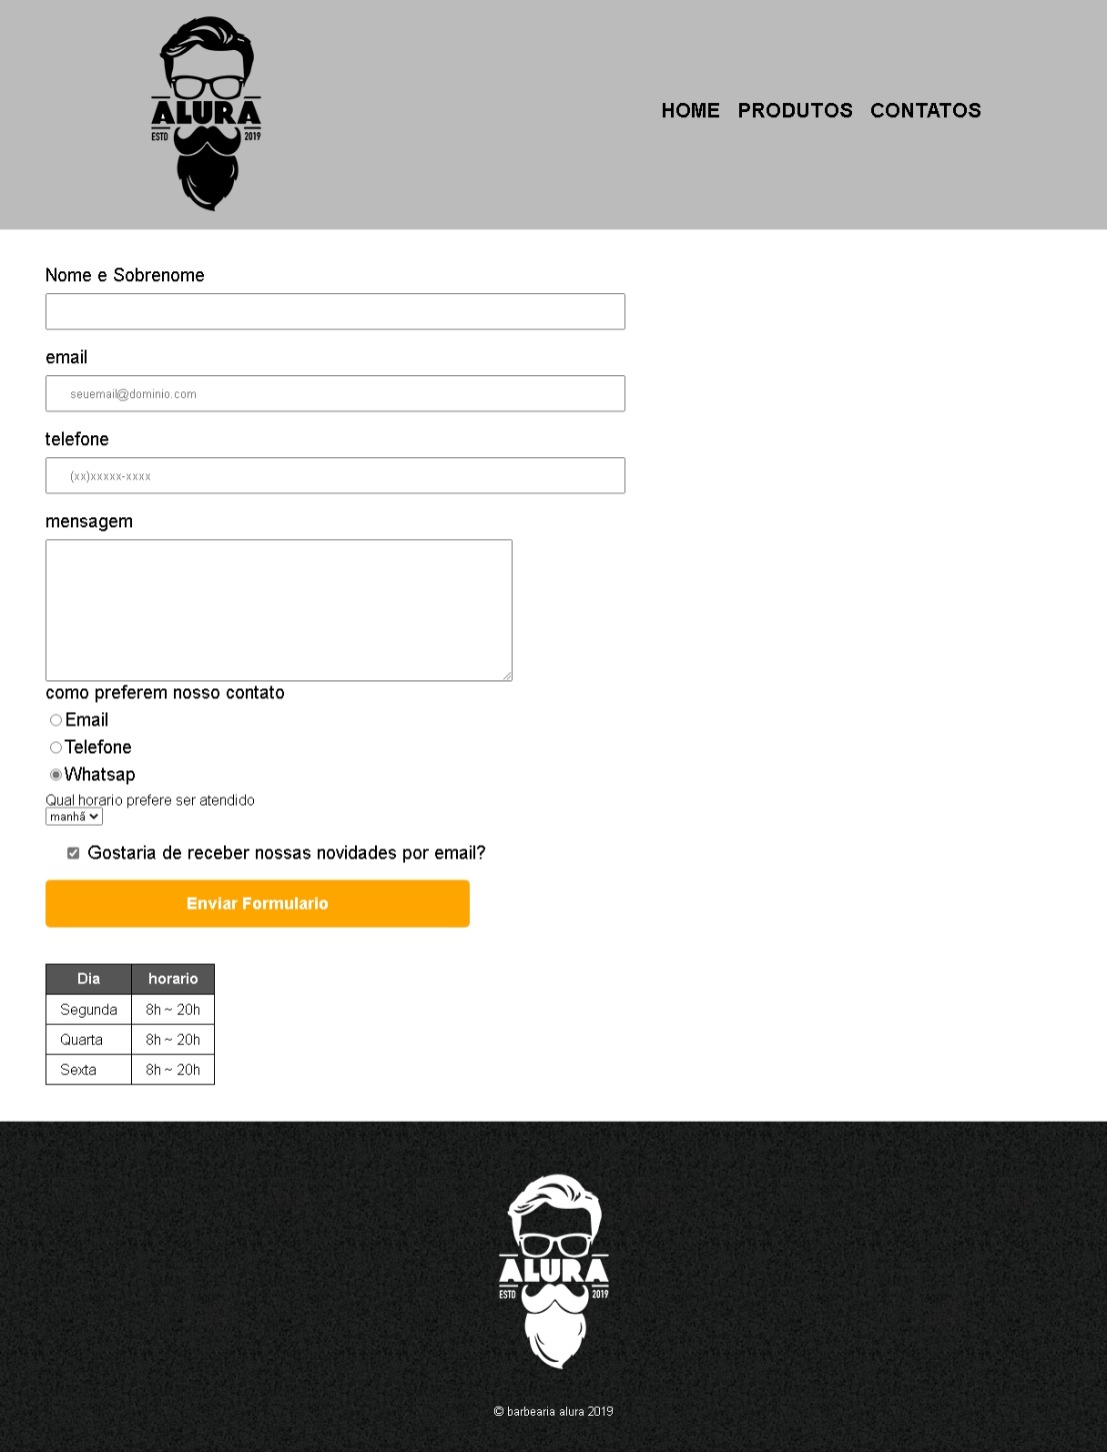 ALURA
ESTD 2019
HOME PRODUTOS CONTATOS
Nome e Sobrenome
email
seuemail@dominio.com
telefone
(xx)xxxxx-xxxx
mensagem
como preferem nosso contato
Email
Telefone
Whatsap
Qual horario prefere ser atendido
manhã
Gostaria de receber nossas novidades por email?
Enviar Formulario
Dia horario
Segunda 8h ~ 20h
Quarta 8h ~ 20h
Sexta 8h ~ 20h
ALURA
ESTD 2019
© barbearia alura 2019